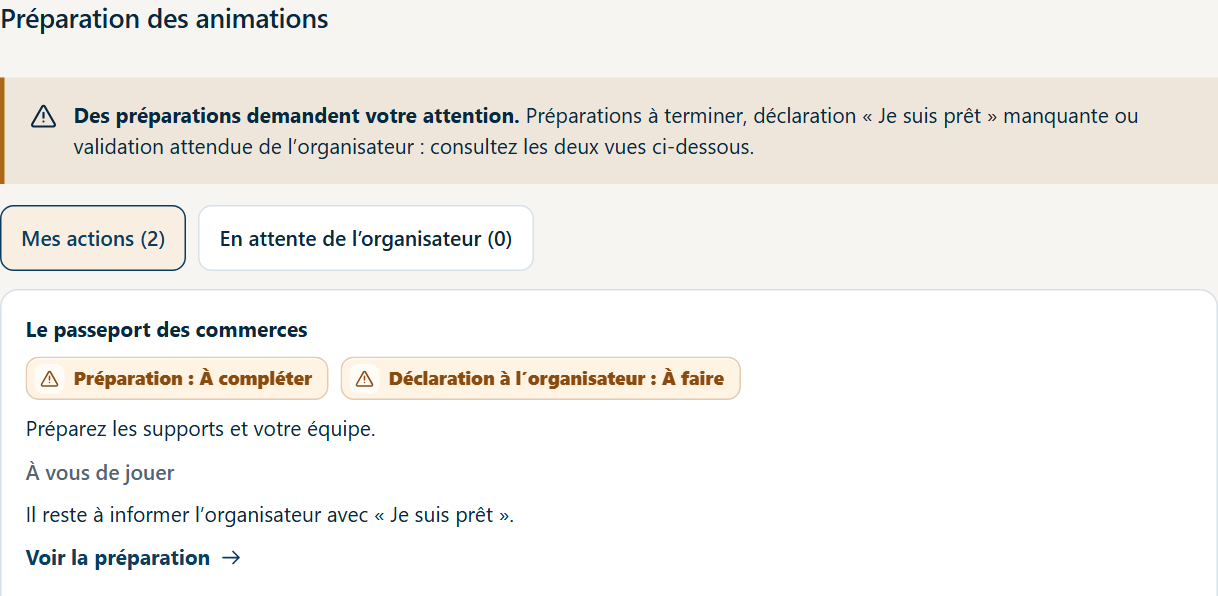 Préparation des animations
Des préparations demandent votre attention. Préparations à terminer, déclaration « Je suis prêt » manquante ou
validation attendue de l’organisateur : consultez les deux vues ci-dessous.
Mes actions (2)
En attente de l’organisateur (0)
Le passeport des commerces
Préparation : À compléter
Déclaration à l´organisateur : À faire
Préparez les supports et votre équipe.
À vous de jouer
Il reste à informer l’organisateur avec « Je suis prêt ».
Voir la préparation →